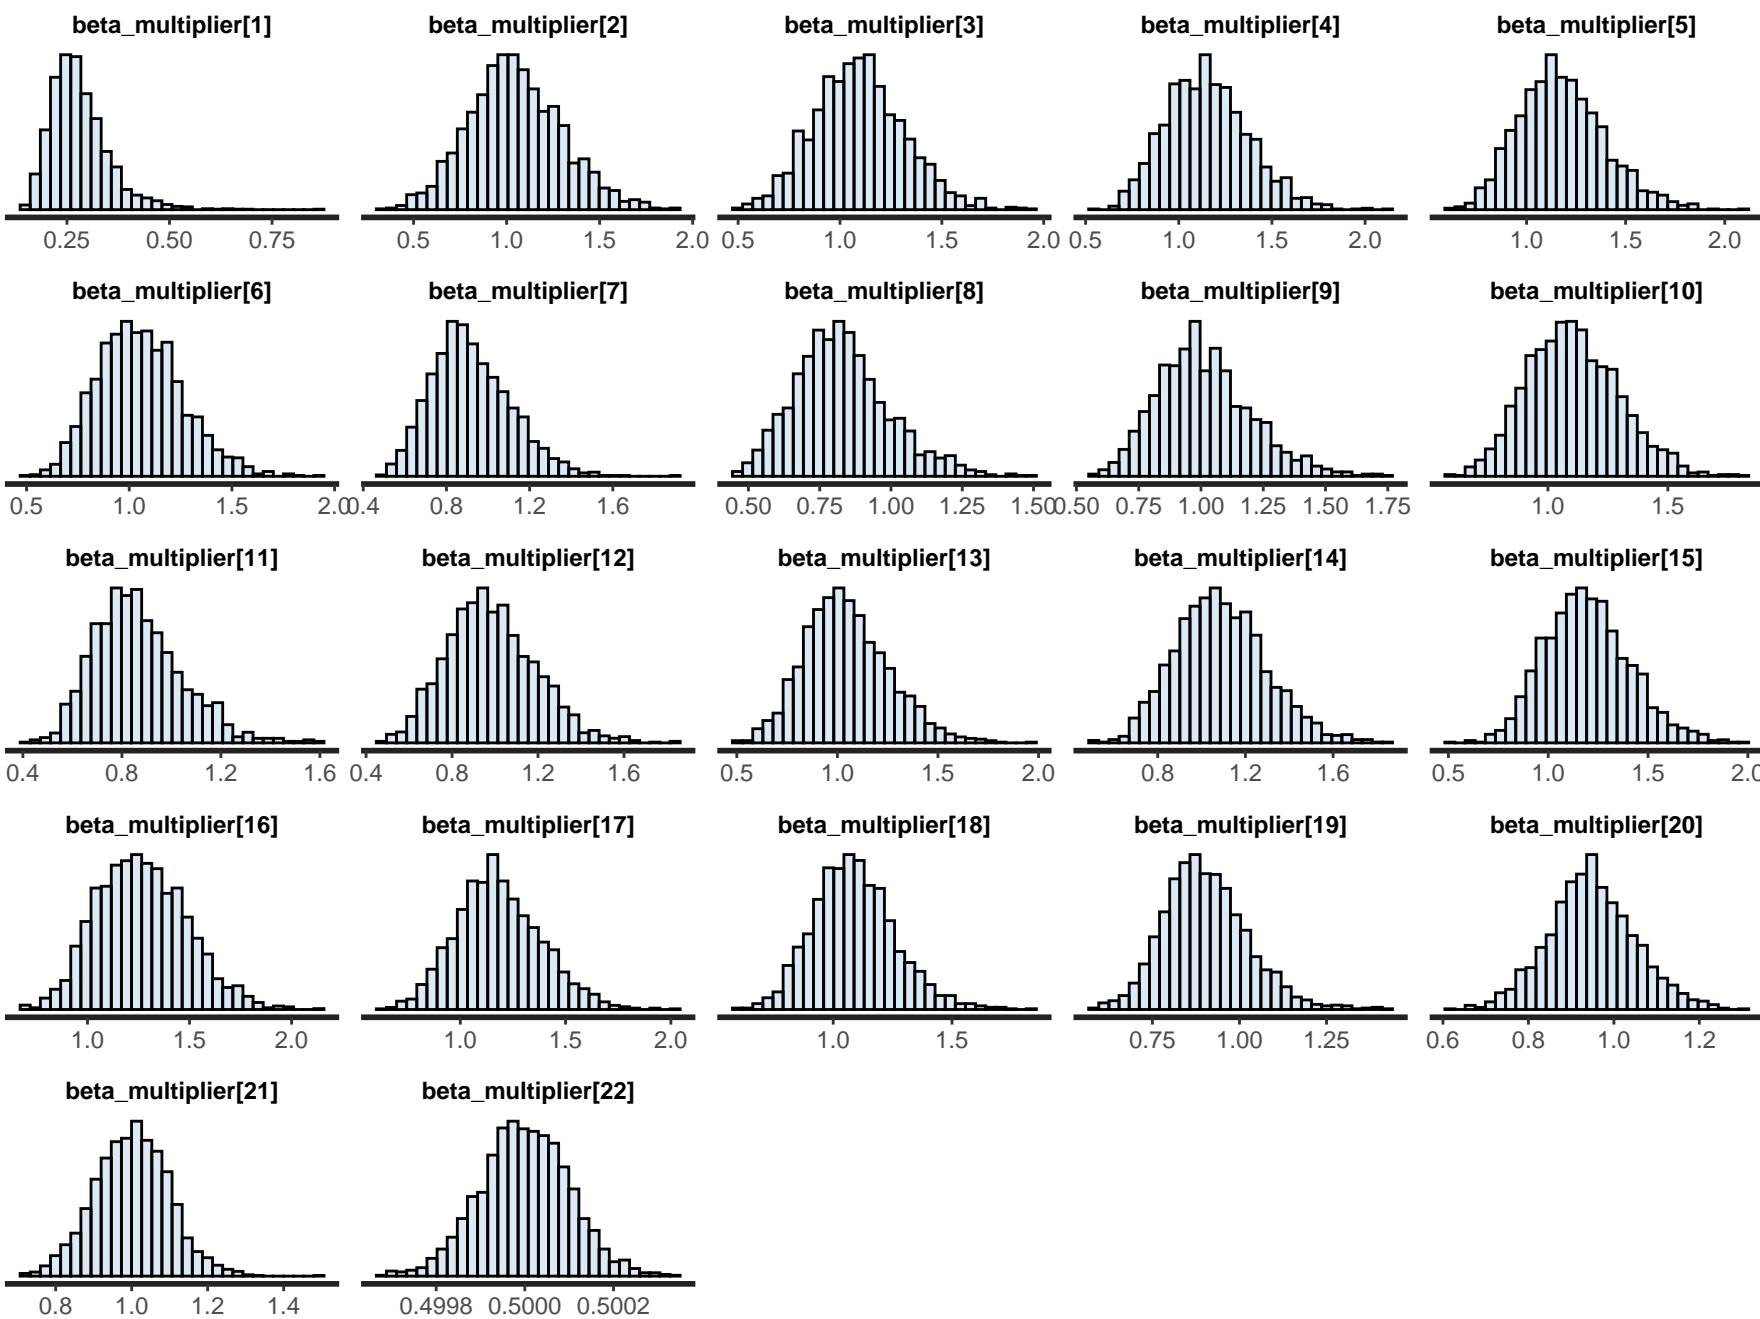 beta_multiplier[1] beta_multiplier[2] beta_multiplier[3] beta_multiplier[4] beta_multiplier[5]
0.25 0.50 0.75 0.5 1.0 1.5 2.0 0.5 1.0 1.5 2.0 0.5 1.0 1.5 2.0 1.0 1.5 2.0
beta_multiplier[6] beta_multiplier[7] beta_multiplier[8] beta_multiplier[9] beta_multiplier[10]
0.5 1.0 1.5 2.0 0.4 0.8 1.2 1.6 0.50 0.75 1.00 1.25 1.50 0.50 0.75 1.00 1.25 1.50 1.75 1.0 1.5
beta_multiplier[11] beta_multiplier[12] beta_multiplier[13] beta_multiplier[14] beta_multiplier[15]
0.4 0.8 1.2 1.6 0.4 0.8 1.2 1.6 0.5 1.0 1.5 2.0 0.8 1.2 1.6 0.5 1.0 1.5 2.0
beta_multiplier[16] beta_multiplier[17] beta_multiplier[18] beta_multiplier[19] beta_multiplier[20]
1.0 1.5 2.0 1.0 1.5 2.0 1.0 1.5 0.75 1.00 1.25 0.6 0.8 1.0 1.2
beta_multiplier[21] beta_multiplier[22]
0.8 1.0 1.2 1.4 0.4998 0.5000 0.5002